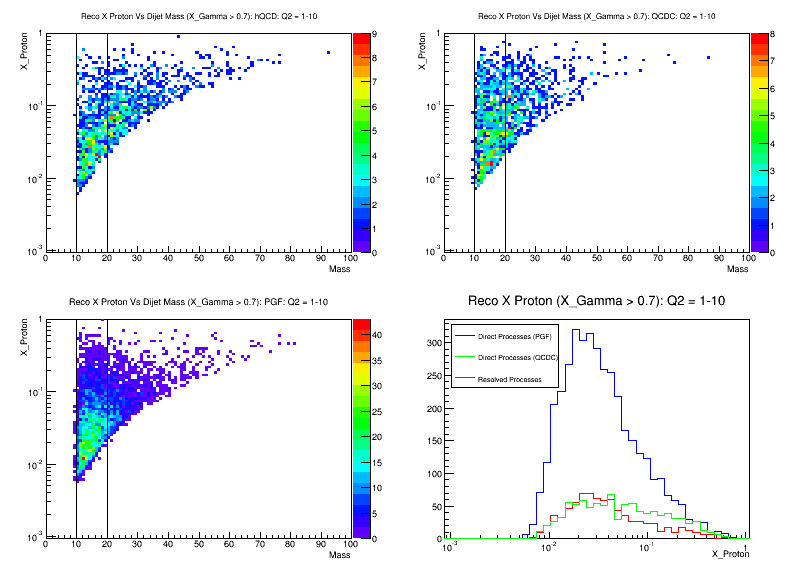 Reco X Proton Vs Dijet Mass (X_Gamma > 0.7): hQCD: Q2 = 1-10
X_Proton
1
10^-1
10^-2
10^-3
0 10 20 30 40 50 60 70 80 90 100
Mass
9
8
7
6
5
4
3
2
1
0
Reco X Proton Vs Dijet Mass (X_Gamma > 0.7): QCDC: Q2 = 1-10
X_Proton
1
10^-1
10^-2
10^-3
0 10 20 30 40 50 60 70 80 90 100
Mass
8
7
6
5
4
3
2
1
0
Reco X Proton Vs Dijet Mass (X_Gamma > 0.7): PGF: Q2 = 1-10
X_Proton
1
10^-1
10^-2
10^-3
0 10 20 30 40 50 60 70 80 90 100
Mass
40
35
30
25
20
15
10
5
0
Reco X Proton (X_Gamma > 0.7): Q2 = 1-10
Direct Processes (PGF)
Direct Processes (QCDC)
Resolved Processes
300
250
200
150
100
50
0
10^-3 10^-2 10^-1 1
X_Proton